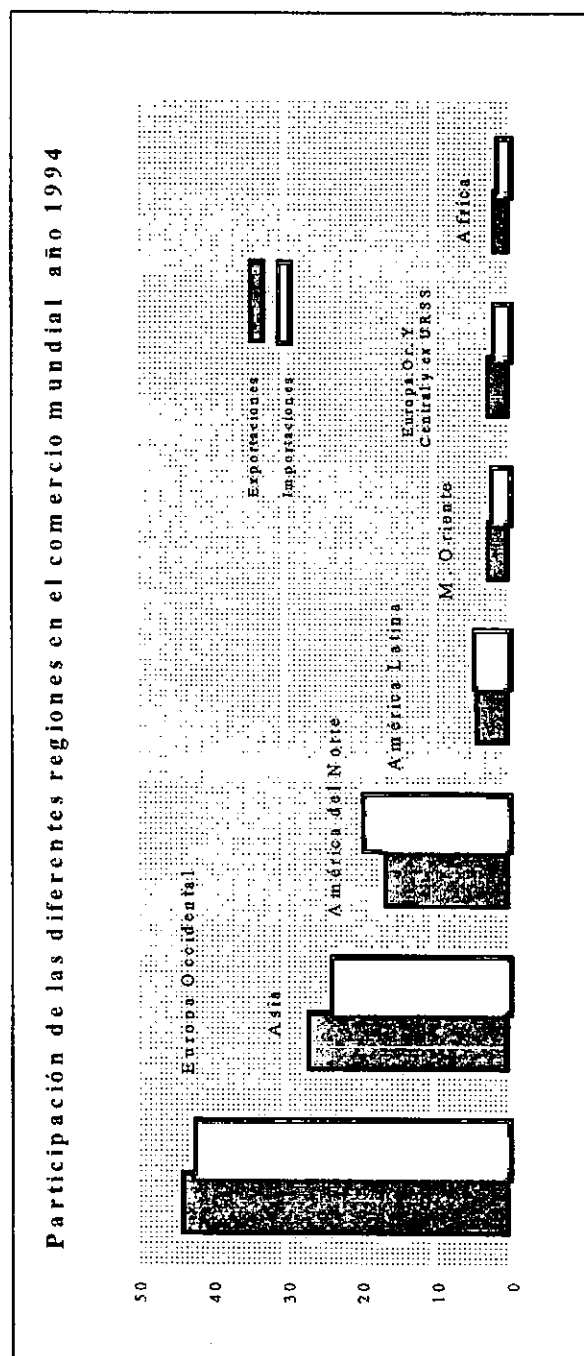 Participación de las diferentes regiones en el comercio mundial año 1994
50
40
30
20
10
0
Europa Occidental
Asia
América del Norte
América Latina
M. Oriente
Europa Or. Y
Central y ex URSS
Africa
Exportaciones
Importaciones